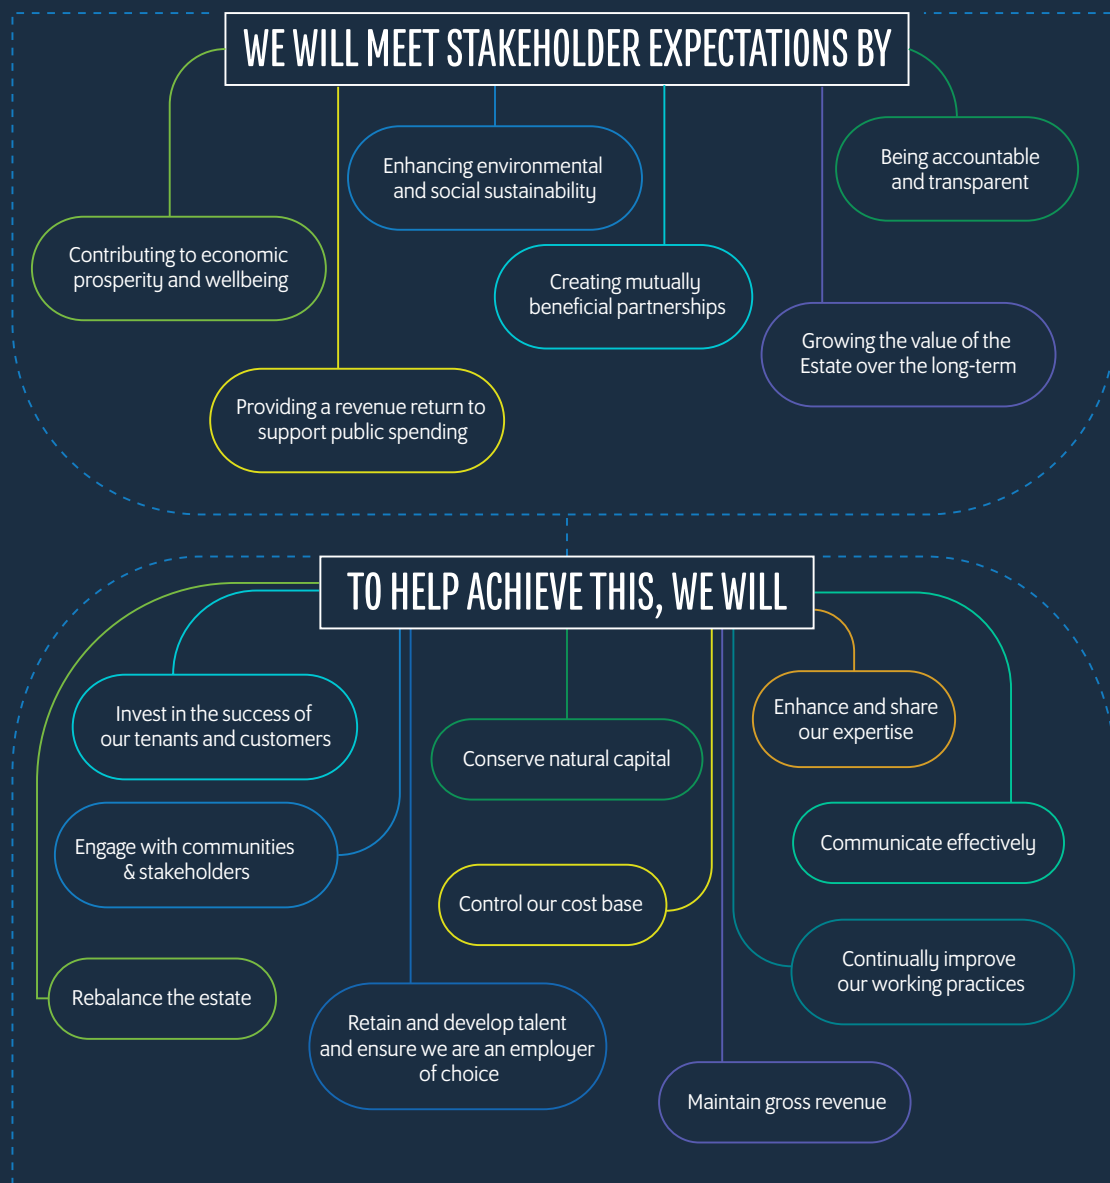 WE WILL MEET STAKEHOLDER EXPECTATIONS BY
Enhancing environmental
and social sustainability
Being accountable
and transparent
Contributing to economic
prosperity and wellbeing
Creating mutually
beneficial partnerships
Growing the value of the
Estate over the long-term
Providing a revenue return to
support public spending
TO HELP ACHIEVE THIS, WE WILL
Invest in the success of
our tenants and customers
Conserve natural capital
Enhance and share
our expertise
Engage with communities
& stakeholders
Communicate effectively
Control our cost base
Continually improve
our working practices
Rebalance the estate
Retain and develop talent
and ensure we are an employer
of choice
Maintain gross revenue